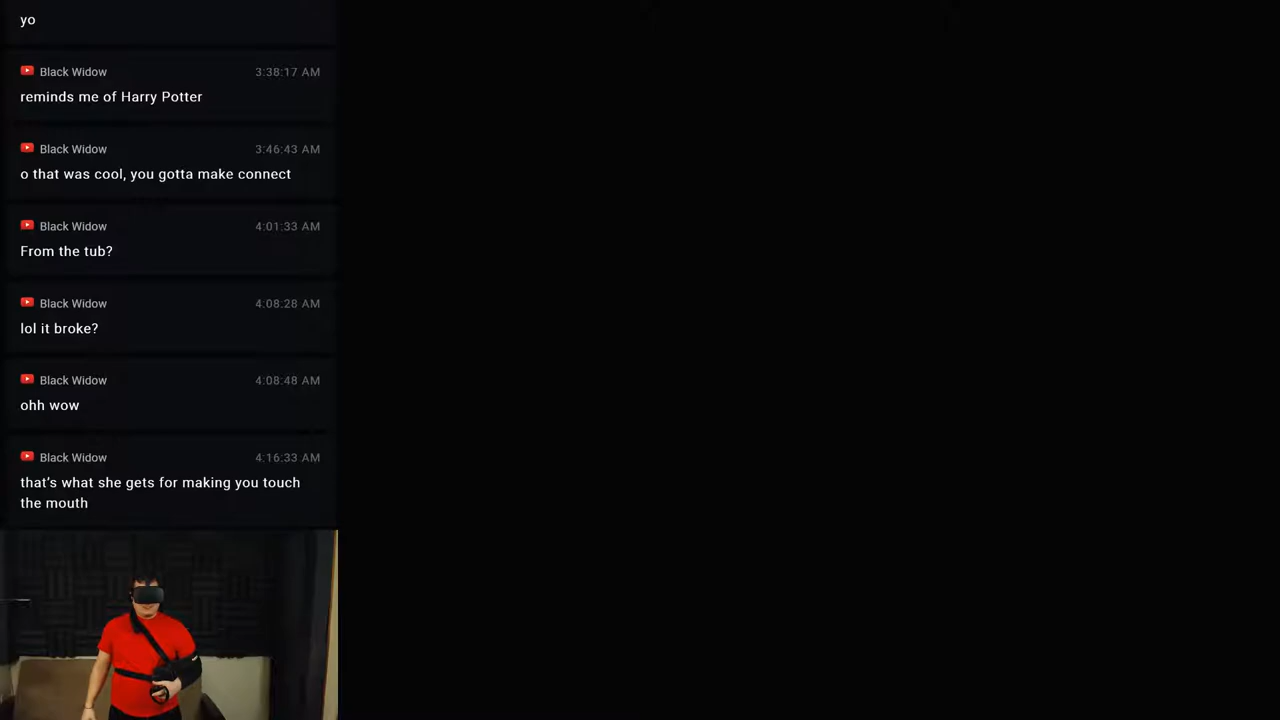 yo
Black Widow 3:38:17 AM
reminds me of Harry Potter
Black Widow 3:46:43 AM
o that was cool, you gotta make connect
Black Widow 4:01:33 AM
From the tub?
Black Widow 4:08:28 AM
lol it broke?
Black Widow 4:08:48 AM
ohh wow
Black Widow 4:16:33 AM
that’s what she gets for making you touch
the mouth